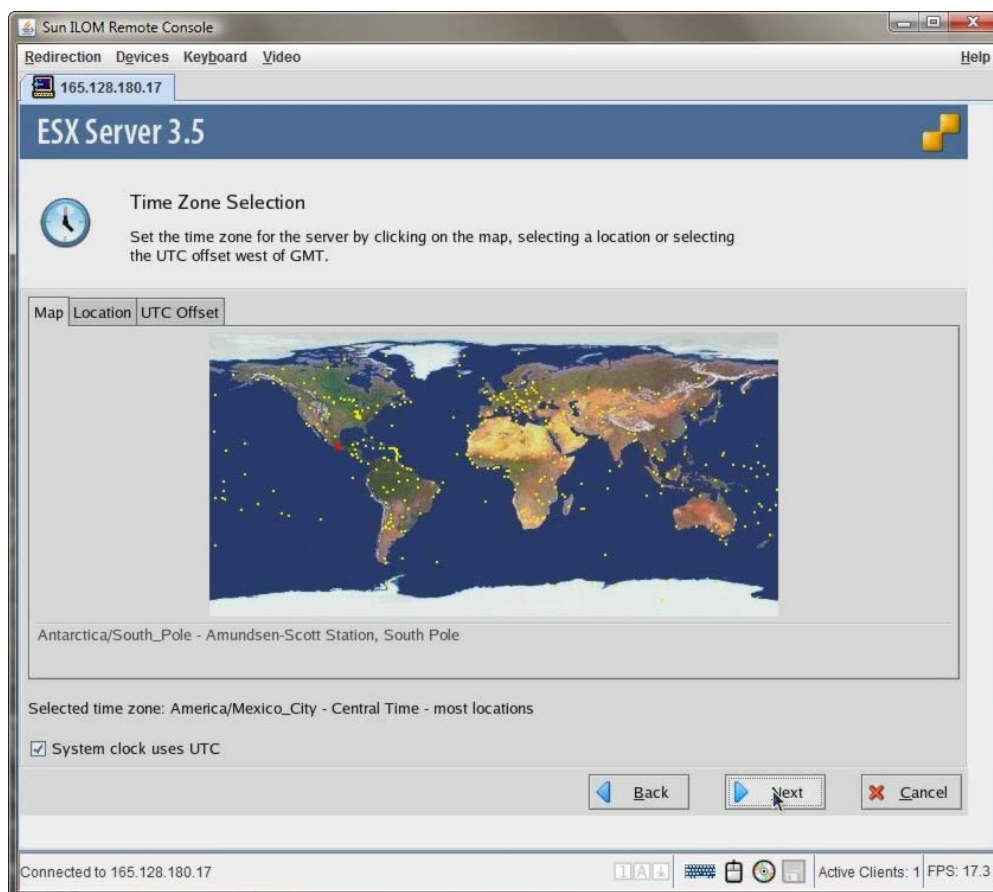 Sun ILOM Remote Console
Redirection Devices Keyboard Video Help
165.128.180.17
ESX Server 3.5
Time Zone Selection
Set the time zone for the server by clicking on the map, selecting a location or selecting
the UTC offset west of GMT.
Map Location UTC Offset
Antarctica/South_Pole - Amundsen-Scott Station, South Pole
Selected time zone: America/Mexico_City - Central Time - most locations
System clock uses UTC
Back Next Cancel
Connected to 165.128.180.17 1 A Active Clients: 1 FPS: 17.3